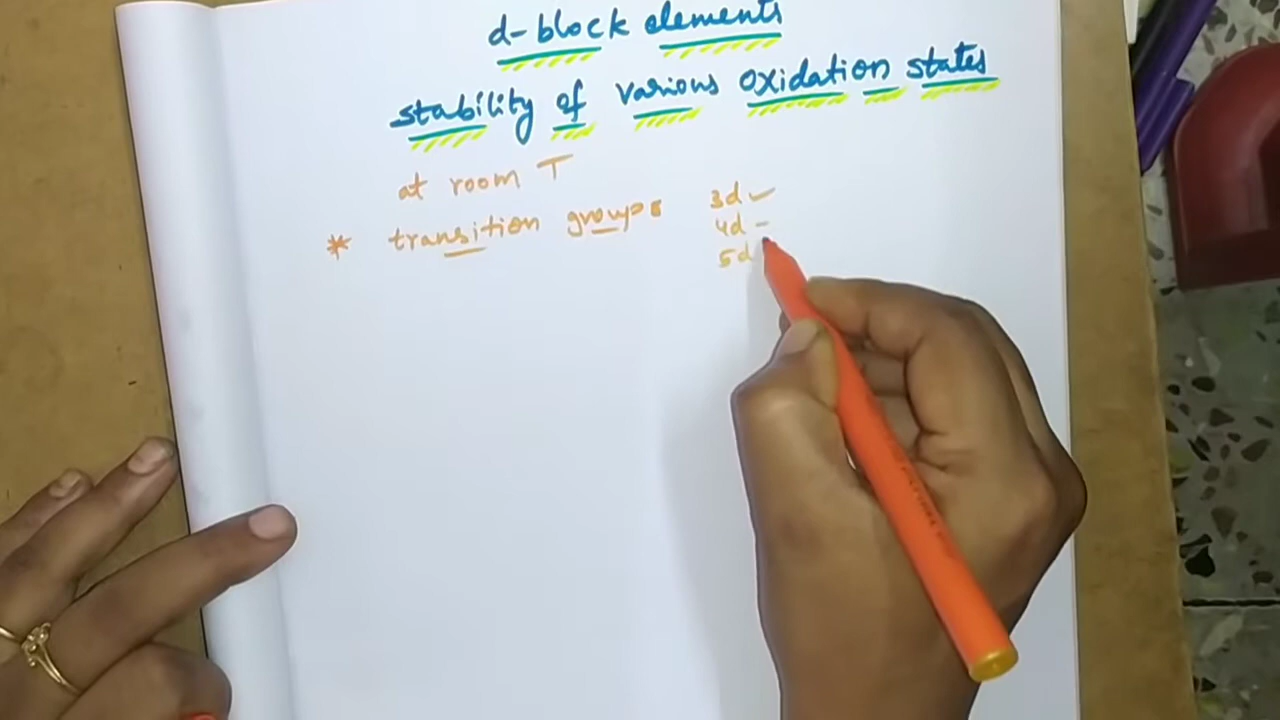 d-block elements
stability of various oxidation states
at room T
* transition groups 3d
4d -
5d